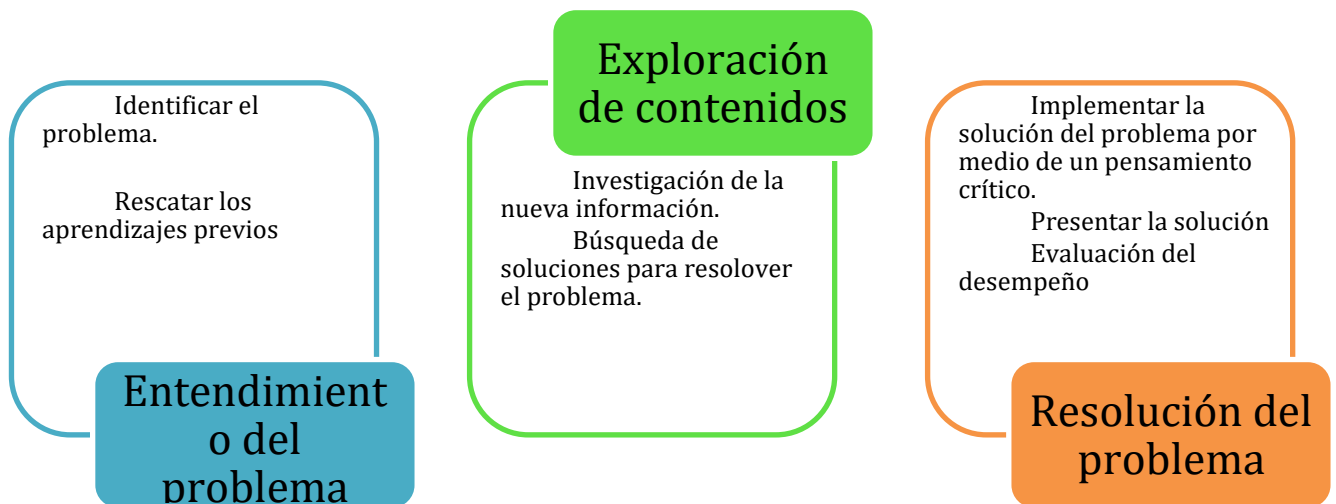 Identificar el
problema.
Rescatar los
aprendizajes previos
Entendimient
o del
problema
Exploración
de contenidos
Investigación de la
nueva información.
Búsqueda de
soluciones para resolover
el problema.
Implementar la
solución del problema por
medio de un pensamiento
crítico.
Presentar la solución
Evaluación del
desempeño
Resolución del
problema